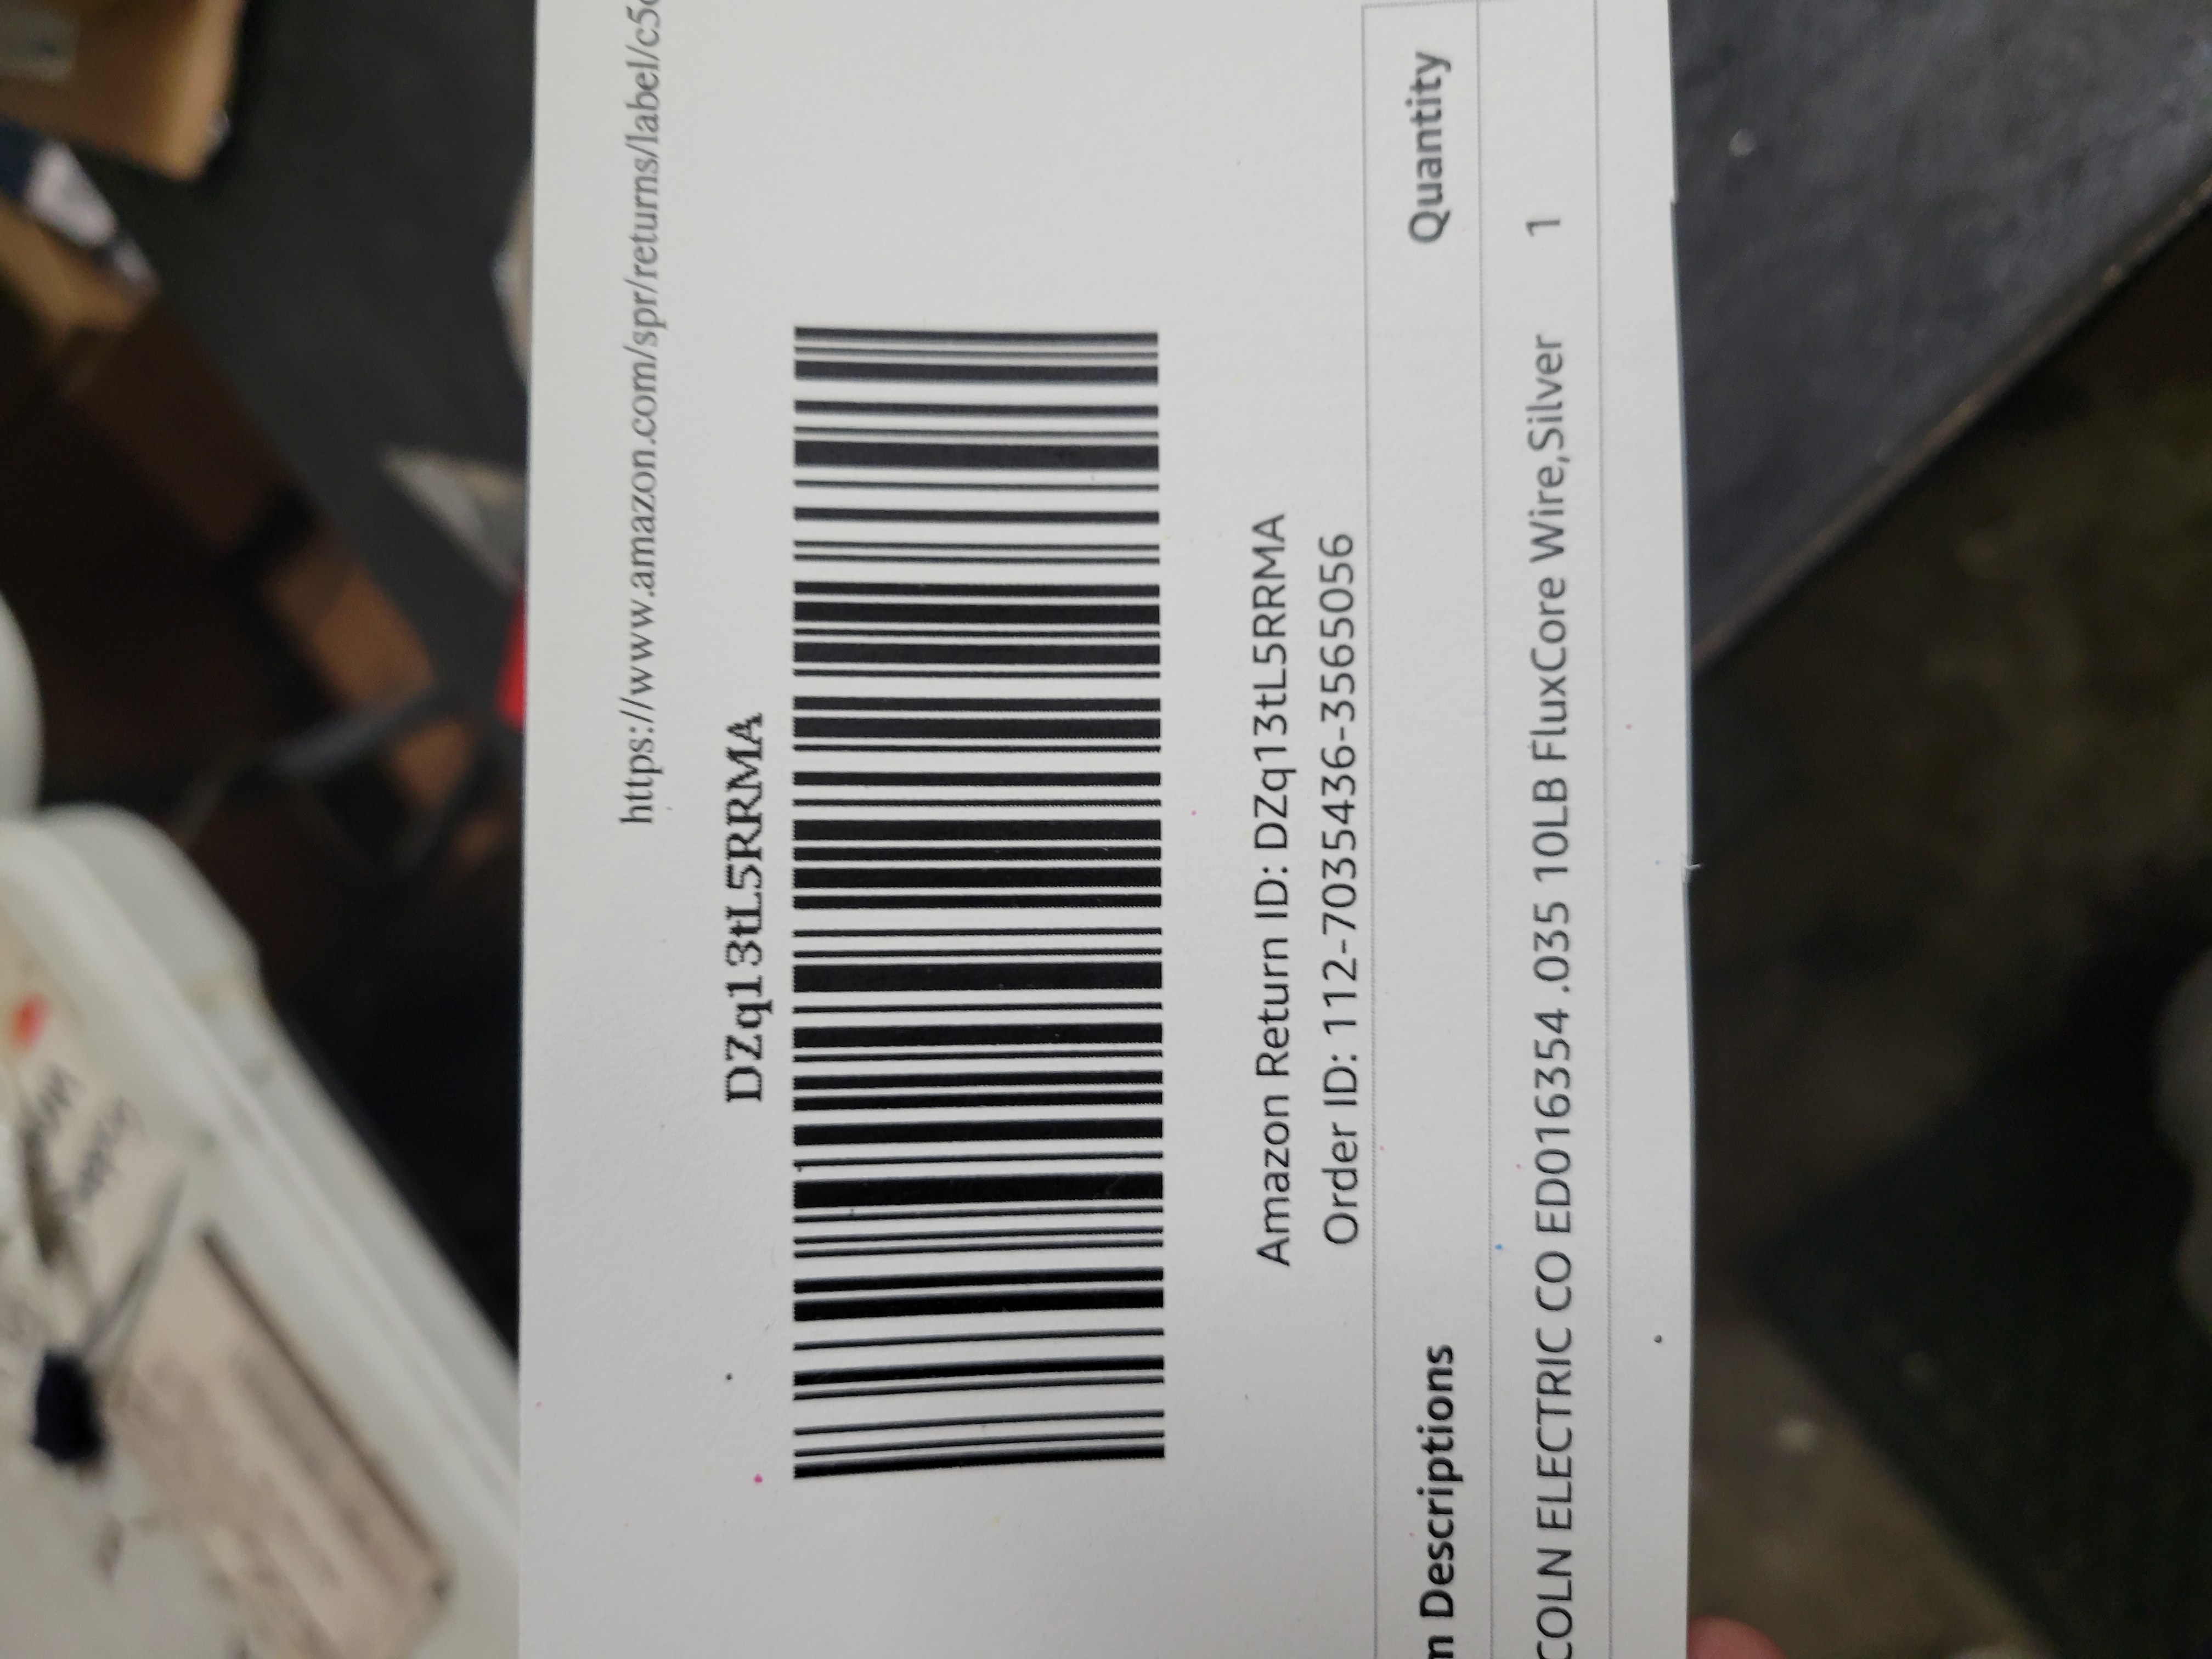 https://www.amazon.com/spr/returns/label/c5
DZq13tL5RRMA
Amazon Return ID: DZq13tL5RRMA
Order ID: 112-7035436-3565056
m Descriptions Quantity
COLN ELECTRIC CO ED016354 .035 10LB FluxCore Wire,Silver 1